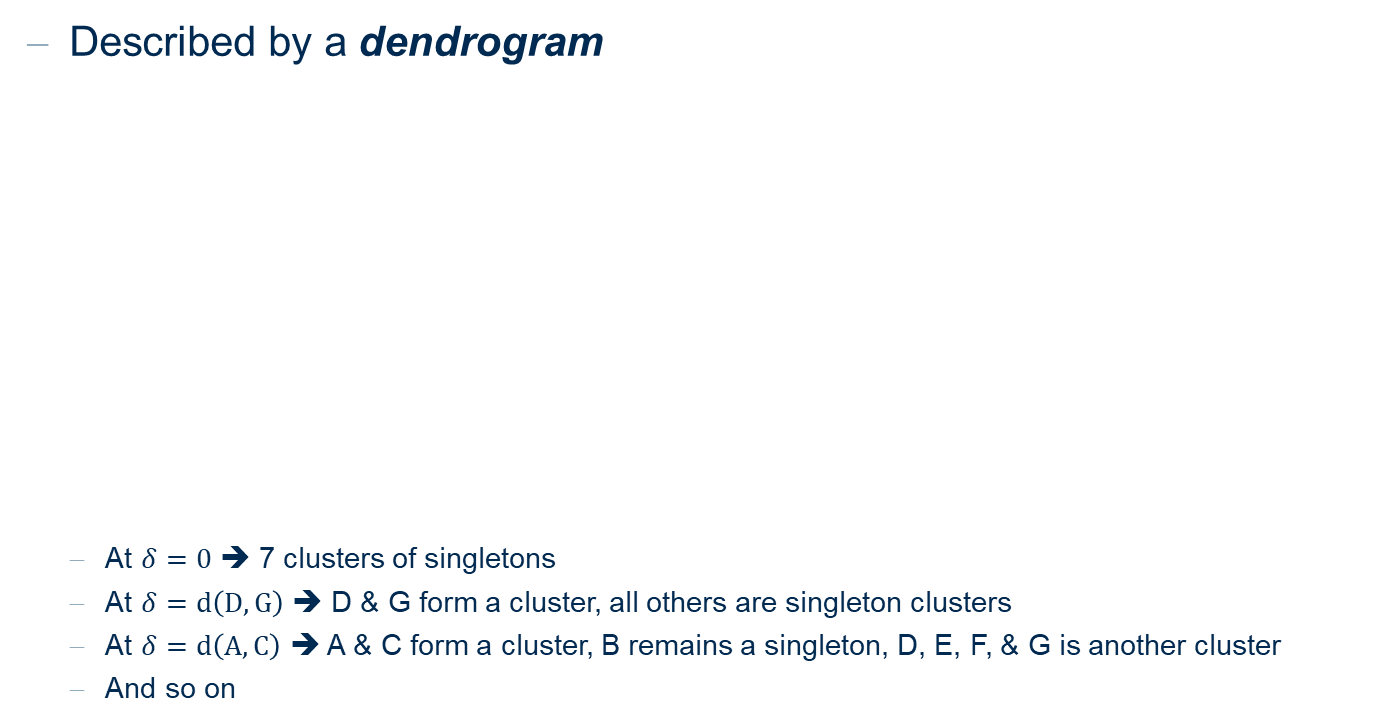 – Described by a dendrogram
– At 𝛿 = 0 🡺 7 clusters of singletons
– At 𝛿 = d(D, G) 🡺 D & G form a cluster, all others are singleton clusters
– At 𝛿 = d(A, C) 🡺 A & C form a cluster, B remains a singleton, D, E, F, & G is another cluster
– And so on